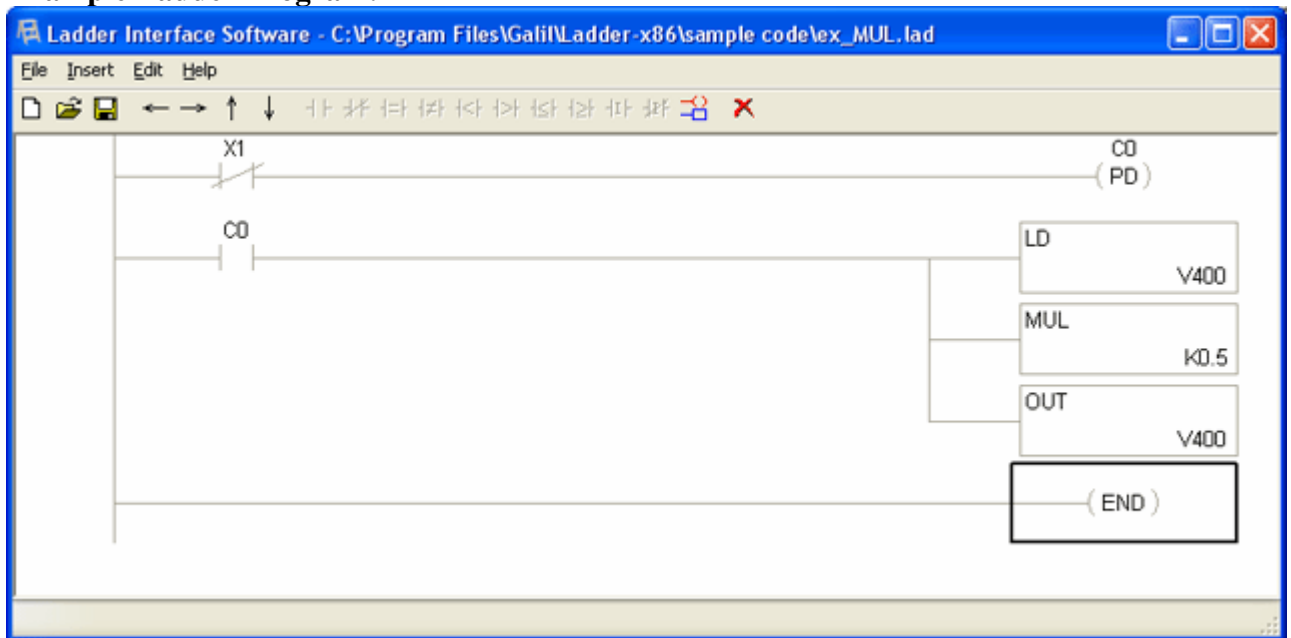 Ladder Interface Software - C:\Program Files\Galil\Ladder-x86\sample code\ex_MUL.lad
File Insert Edit Help
X1 C0
( PD )
C0
LD
V400
MUL
K0.5
OUT
V400
( END )